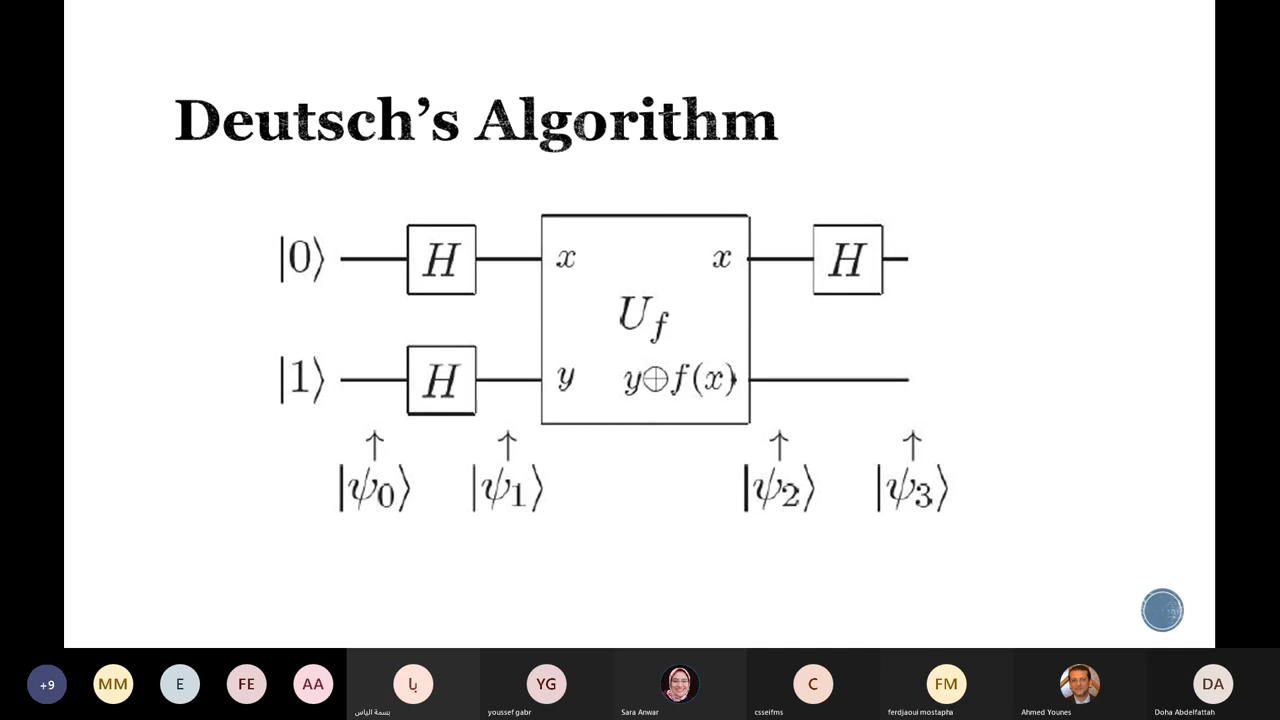 Deutsch's Algorithm
|0⟩ H x x H
U_f
|1⟩ H y y⊕f(x)
↑ ↑ ↑ ↑
|ψ₀⟩ |ψ₁⟩ |ψ₂⟩ |ψ₃⟩
+9 MM E FE AA با YG C FM DA
بسمة الياس youssef gabr Sara Anwar csseifms ferdjaoui mostapha Ahmed Younes Doha Abdelfattah